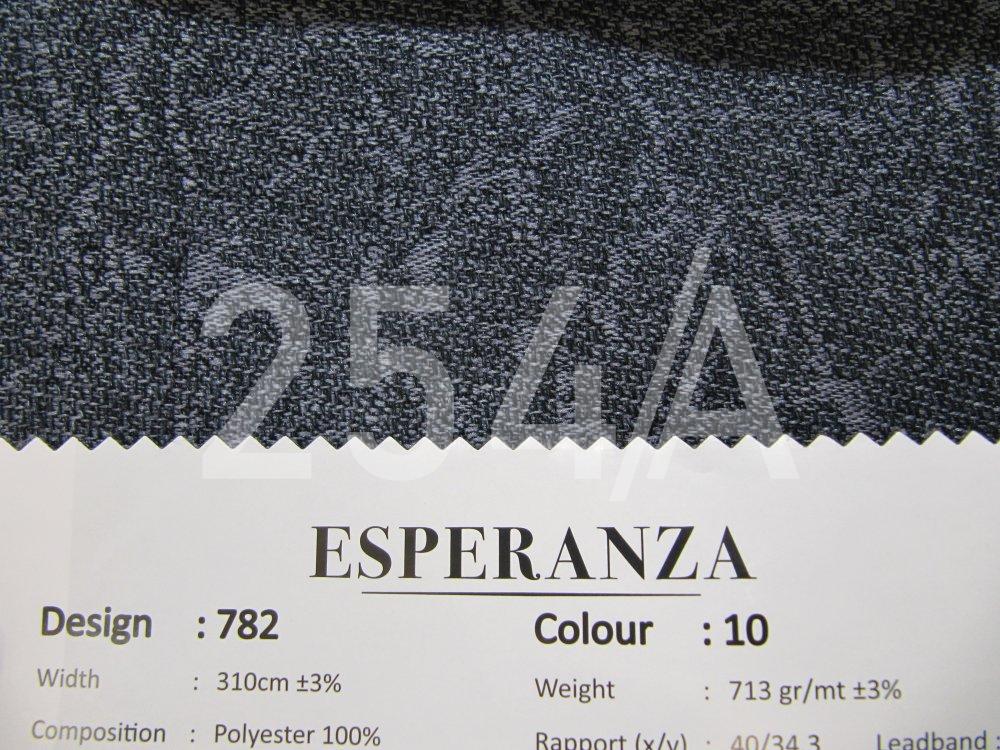 254/A
ESPERANZA
Design : 782 Colour : 10
Width : 310cm ±3% Weight : 713 gr/mt ±3%
Composition : Polyester 100% Rapport (x/y) : 40/34.3 Leadband